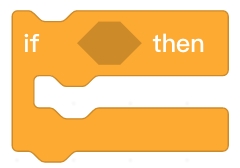 if then